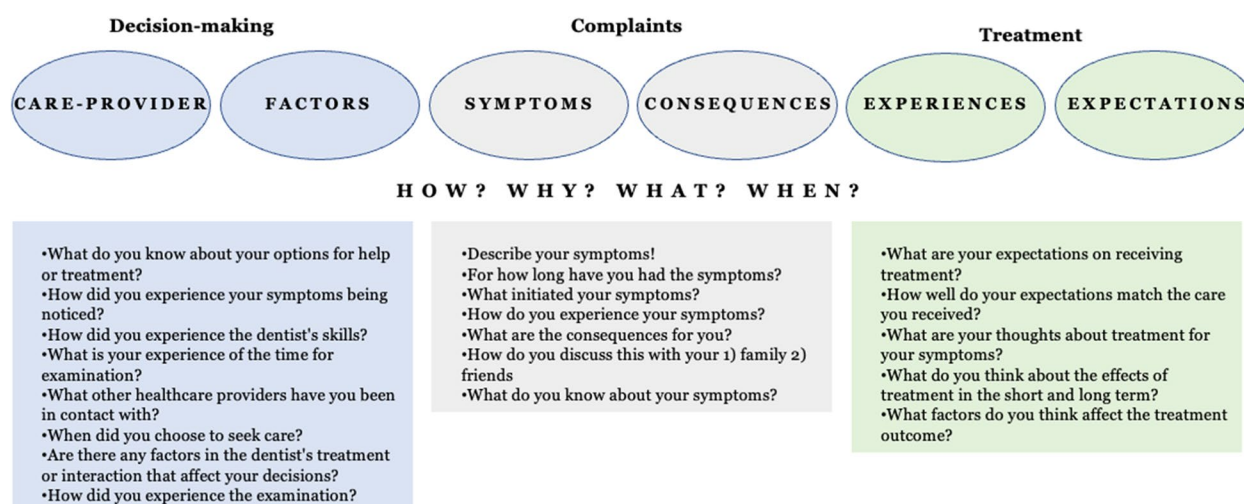 Decision-making
Complaints
Treatment
CARE-PROVIDER
FACTORS
SYMPTOMS
CONSEQUENCES
EXPERIENCES
EXPECTATIONS
HOW? WHY? WHAT? WHEN?
•What do you know about your options for help
or treatment?
•How did you experience your symptoms being
noticed?
•How did you experience the dentist's skills?
•What is your experience of the time for
examination?
•What other healthcare providers have you been
in contact with?
•When did you choose to seek care?
•Are there any factors in the dentist's treatment
or interaction that affect your decisions?
•How did you experience the examination?
•Describe your symptoms!
•For how long have you had the symptoms?
•What initiated your symptoms?
•How do you experience your symptoms?
•What are the consequences for you?
•How do you discuss this with your 1) family 2)
friends
•What do you know about your symptoms?
•What are your expectations on receiving
treatment?
•How well do your expectations match the care
you received?
•What are your thoughts about treatment for
your symptoms?
•What do you think about the effects of
treatment in the short and long term?
•What factors do you think affect the treatment
outcome?